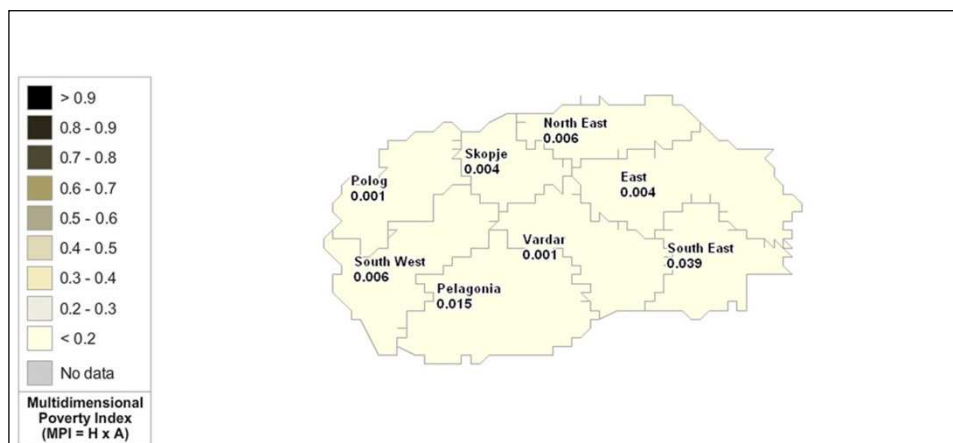 > 0.9
0.8 - 0.9
0.7 - 0.8
0.6 - 0.7
0.5 - 0.6
0.4 - 0.5
0.3 - 0.4
0.2 - 0.3
< 0.2
No data
Multidimensional
Poverty Index
(MPI = H x A)
North East
0.006
Skopje
0.004
Polog
0.001
East
0.004
Vardar
0.001
South East
0.039
South West
0.006
Pelagonia
0.015